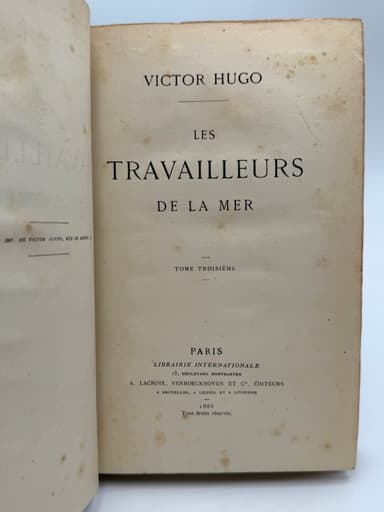 VICTOR HUGO
LES
TRAVAILLEURS
DE LA MER
TOME TROISIÈME
PARIS
LIBRAIRIE INTERNATIONALE
15, BOULEVARD MONTMARTRE
A. LACROIX, VERBOECKHOVEN ET Cⁱᵉ, ÉDITEURS
A BRUXELLES, A LEIPZIG ET A LIVOURNE
1866
Tous droits réservés.